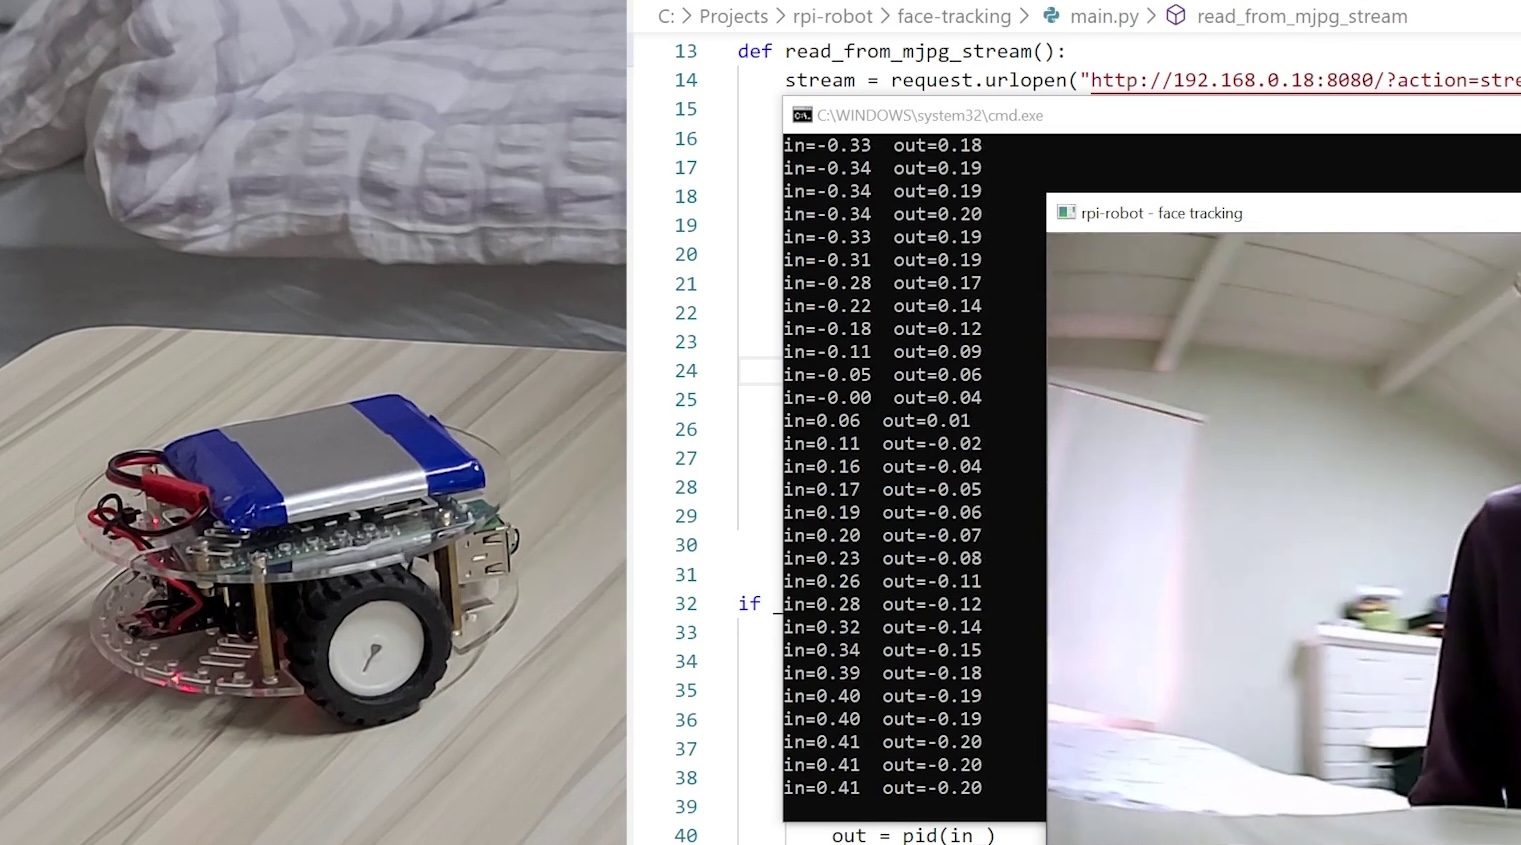 C: > Projects > rpi-robot > face-tracking > main.py > read_from_mjpg_stream
13 def read_from_mjpg_stream():
14 stream = request.urlopen("http://192.168.0.18:8080/?action=stre
15
C:\WINDOWS\system32\cmd.exe
16 in=-0.33 out=0.18
17 in=-0.34 out=0.19
18 in=-0.34 out=0.19
in=-0.34 out=0.20
rpi-robot - face tracking
19 in=-0.33 out=0.19
20 in=-0.31 out=0.19
21 in=-0.28 out=0.17
22 in=-0.22 out=0.14
23 in=-0.18 out=0.12
in=-0.11 out=0.09
24 in=-0.05 out=0.06
25 in=-0.00 out=0.04
26 in=0.06 out=0.01
in=0.11 out=-0.02
27 in=0.16 out=-0.04
28 in=0.17 out=-0.05
29 in=0.19 out=-0.06
30 in=0.20 out=-0.07
in=0.23 out=-0.08
31 in=0.26 out=-0.11
32 if _ in=0.28 out=-0.12
33 in=0.32 out=-0.14
34 in=0.34 out=-0.15
in=0.39 out=-0.18
35 in=0.40 out=-0.19
36 in=0.40 out=-0.19
37 in=0.41 out=-0.20
38 in=0.41 out=-0.20
in=0.41 out=-0.20
39
40 out = pid(in_)